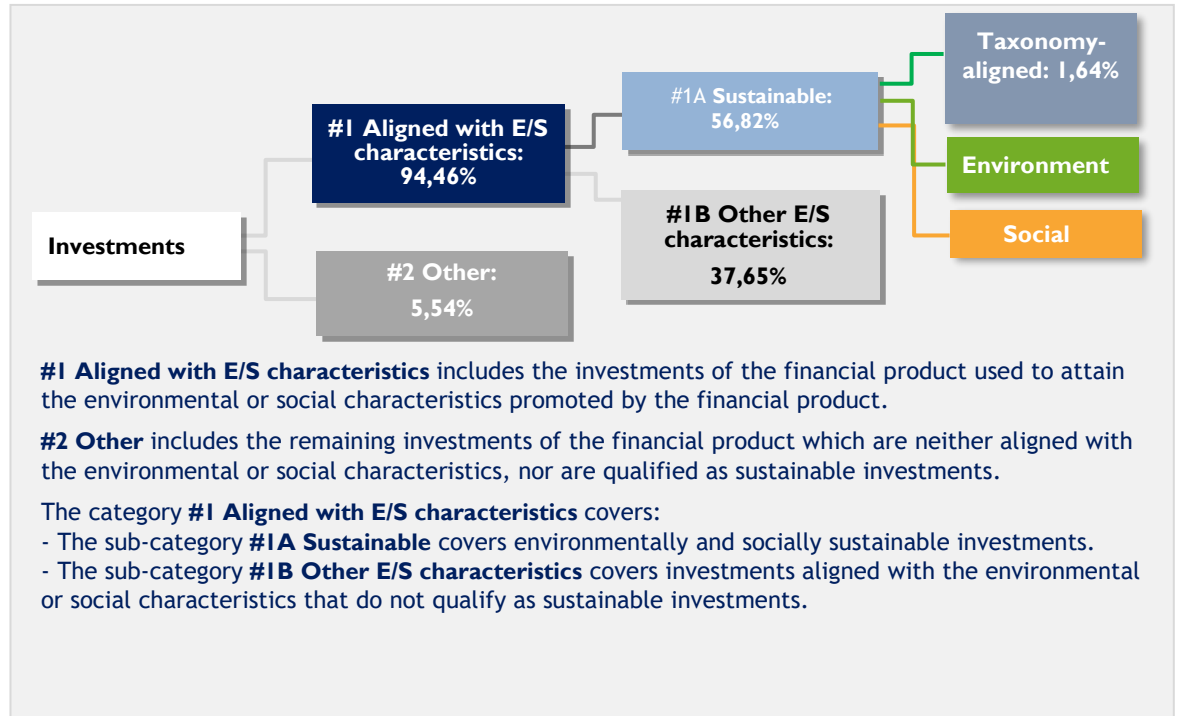 Investments
#1 Aligned with E/S
characteristics:
94,46%
#2 Other:
5,54%
#1A Sustainable:
56,82%
#1B Other E/S
characteristics:
37,65%
Taxonomy-
aligned: 1,64%
Environment
Social
#1 Aligned with E/S characteristics includes the investments of the financial product used to attain
the environmental or social characteristics promoted by the financial product.
#2 Other includes the remaining investments of the financial product which are neither aligned with
the environmental or social characteristics, nor are qualified as sustainable investments.
The category #1 Aligned with E/S characteristics covers:
- The sub-category #1A Sustainable covers environmentally and socially sustainable investments.
- The sub-category #1B Other E/S characteristics covers investments aligned with the environmental
or social characteristics that do not qualify as sustainable investments.